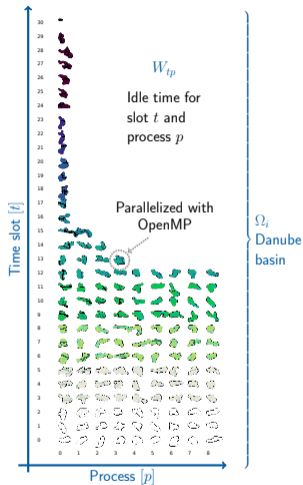 30
29
28
27
26
25
24
23
22
21
20
19
18
17
16
15
14
13
12
11
10
9
8
7
6
5
4
3
2
1
0
0 1 2 3 4 5 6 7 8
Time slot [t]
Process [p]
W_tp
Idle time for
slot t and
process p
Parallelized with
OpenMP
Ω_i
Danube
basin